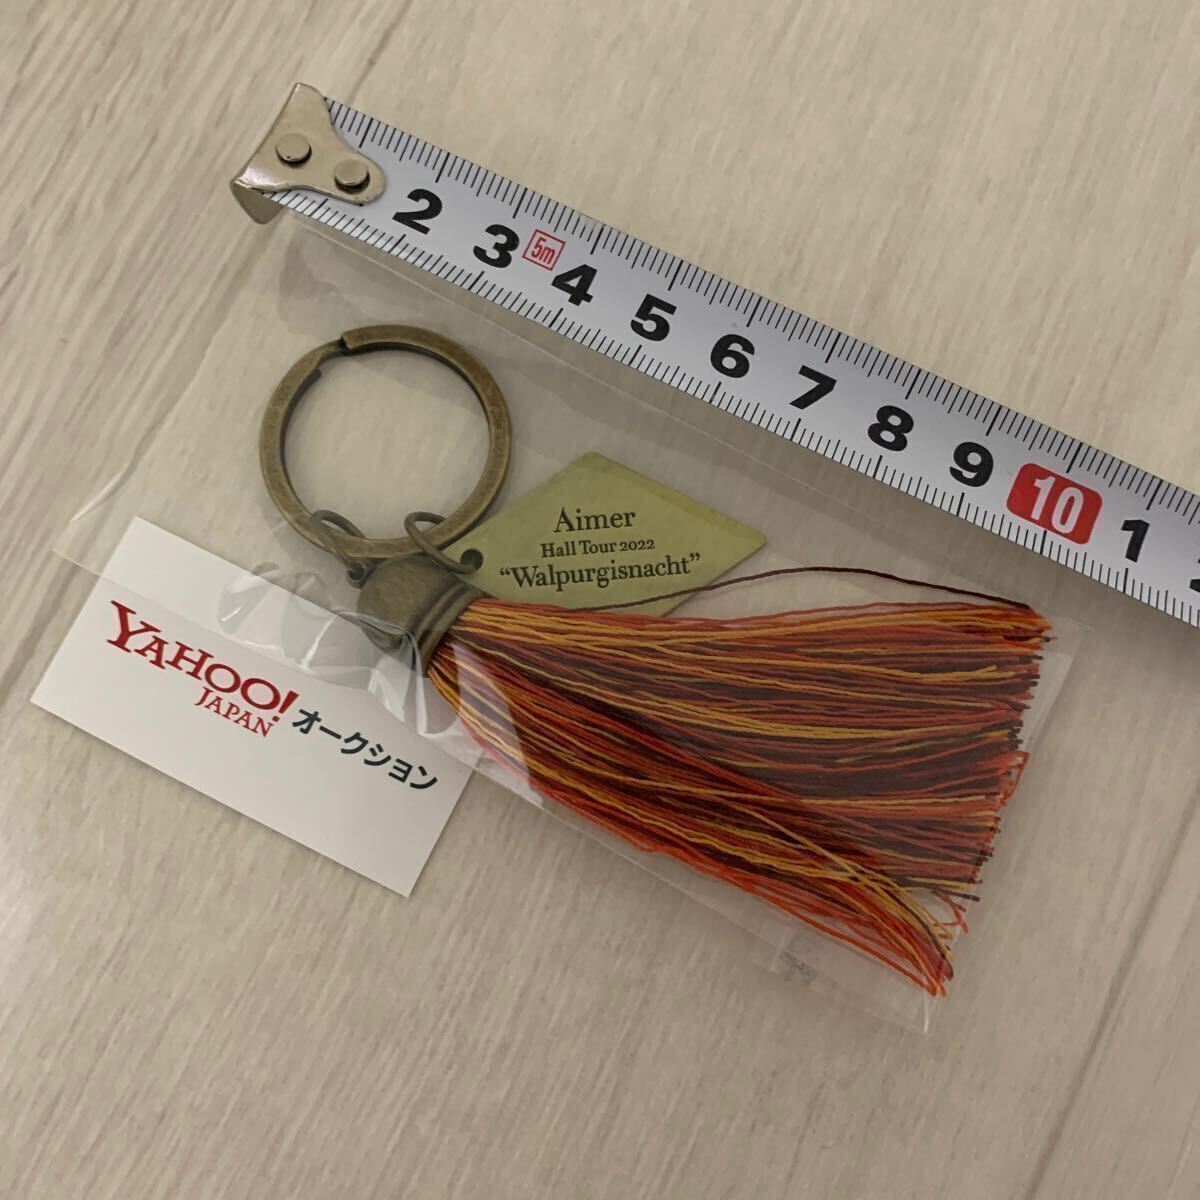 2 3 5m 4 5 6 7 8 9 10 1
Aimer
Hall Tour 2022
“Walpurgisnacht”
YAHOO!
JAPAN
オークション